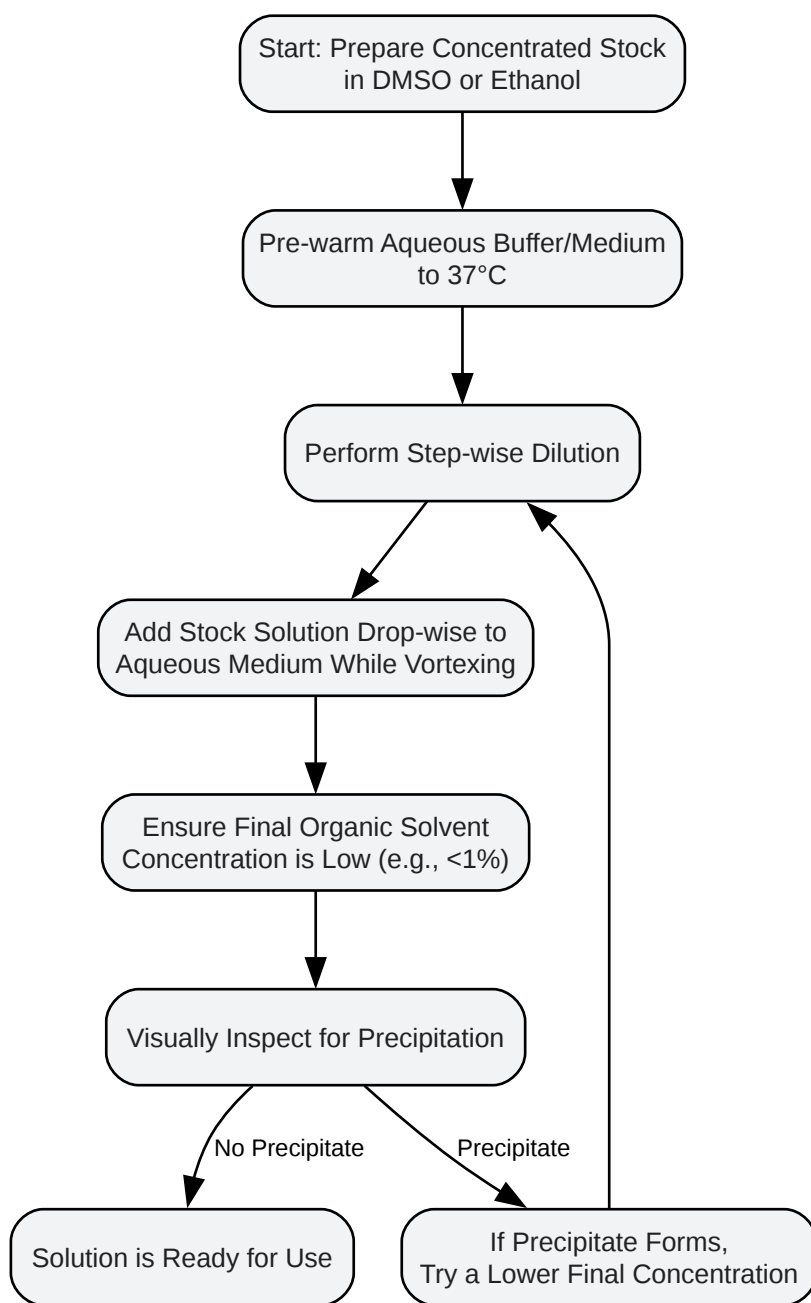 Start: Prepare Concentrated Stock
in DMSO or Ethanol
Pre-warm Aqueous Buffer/Medium
to 37°C
Perform Step-wise Dilution
Add Stock Solution Drop-wise to
Aqueous Medium While Vortexing
Ensure Final Organic Solvent
Concentration is Low (e.g., <1%)
Visually Inspect for Precipitation
No Precipitate
Precipitate
Solution is Ready for Use
If Precipitate Forms,
Try a Lower Final Concentration